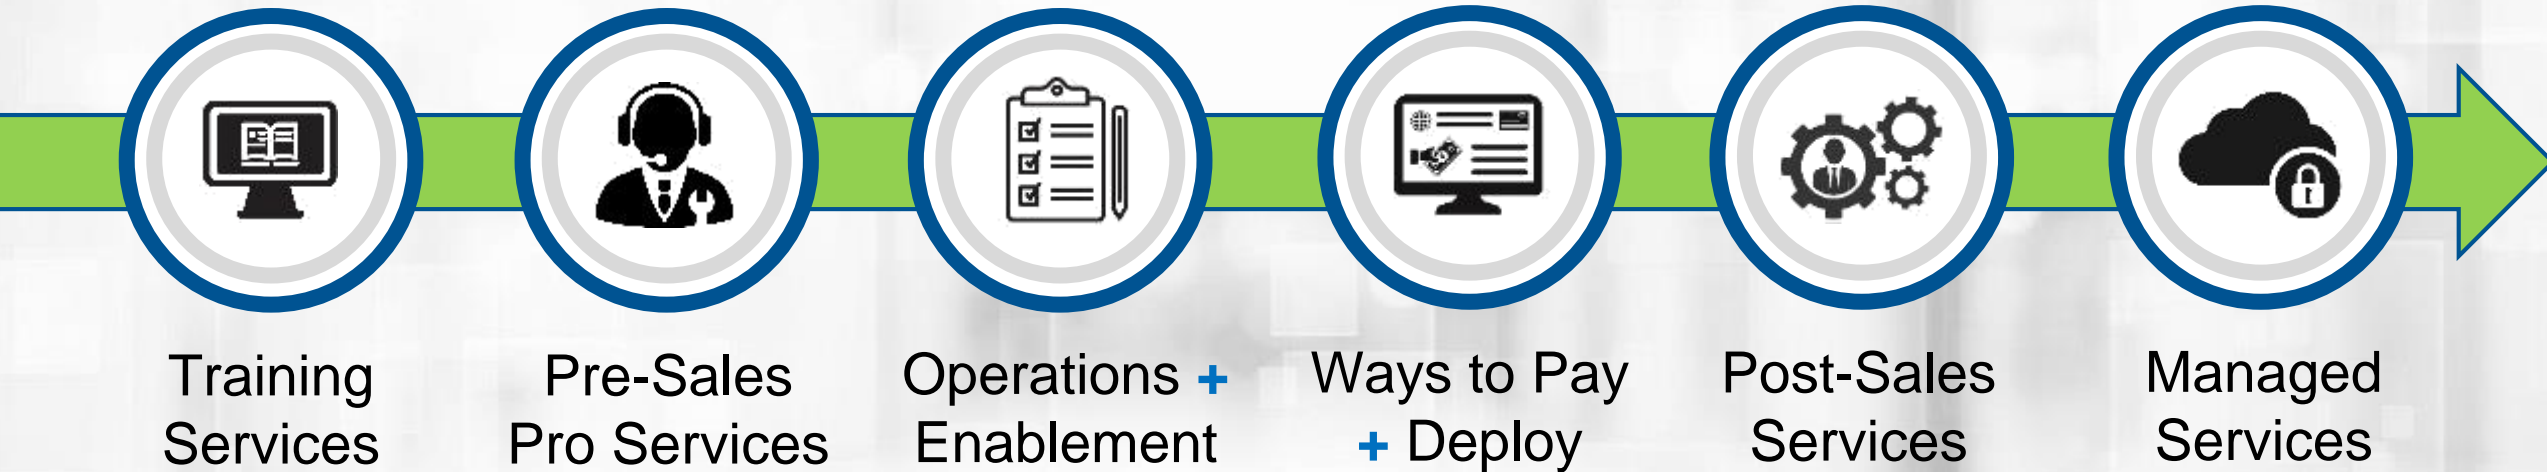 Training
Services
Pre-Sales
Pro Services
Operations +
Enablement
Ways to Pay
+ Deploy
Post-Sales
Services
Managed
Services